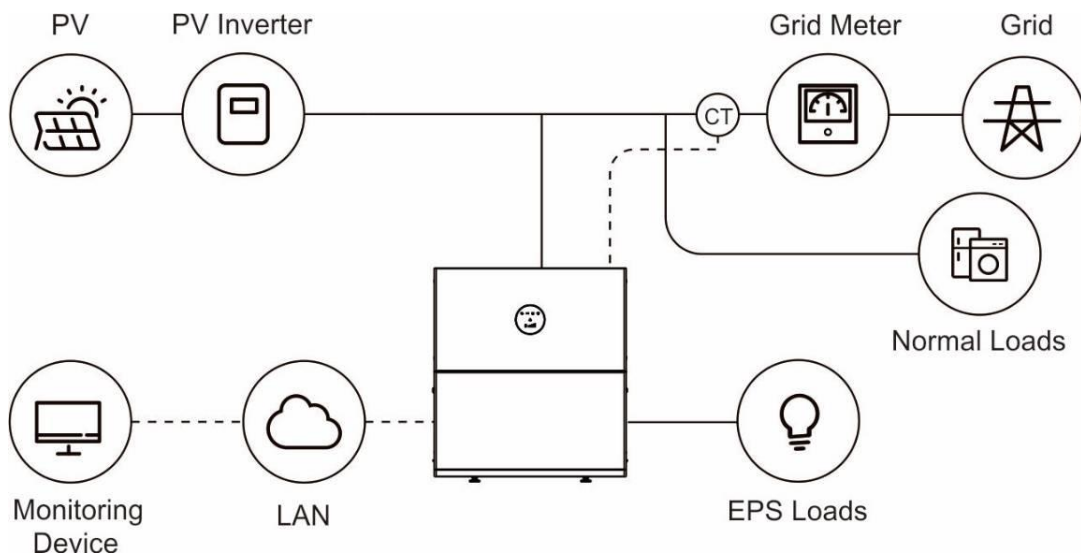 PV
PV Inverter
Grid Meter
Grid
CT
Normal Loads
Monitoring
Device
LAN
EPS Loads